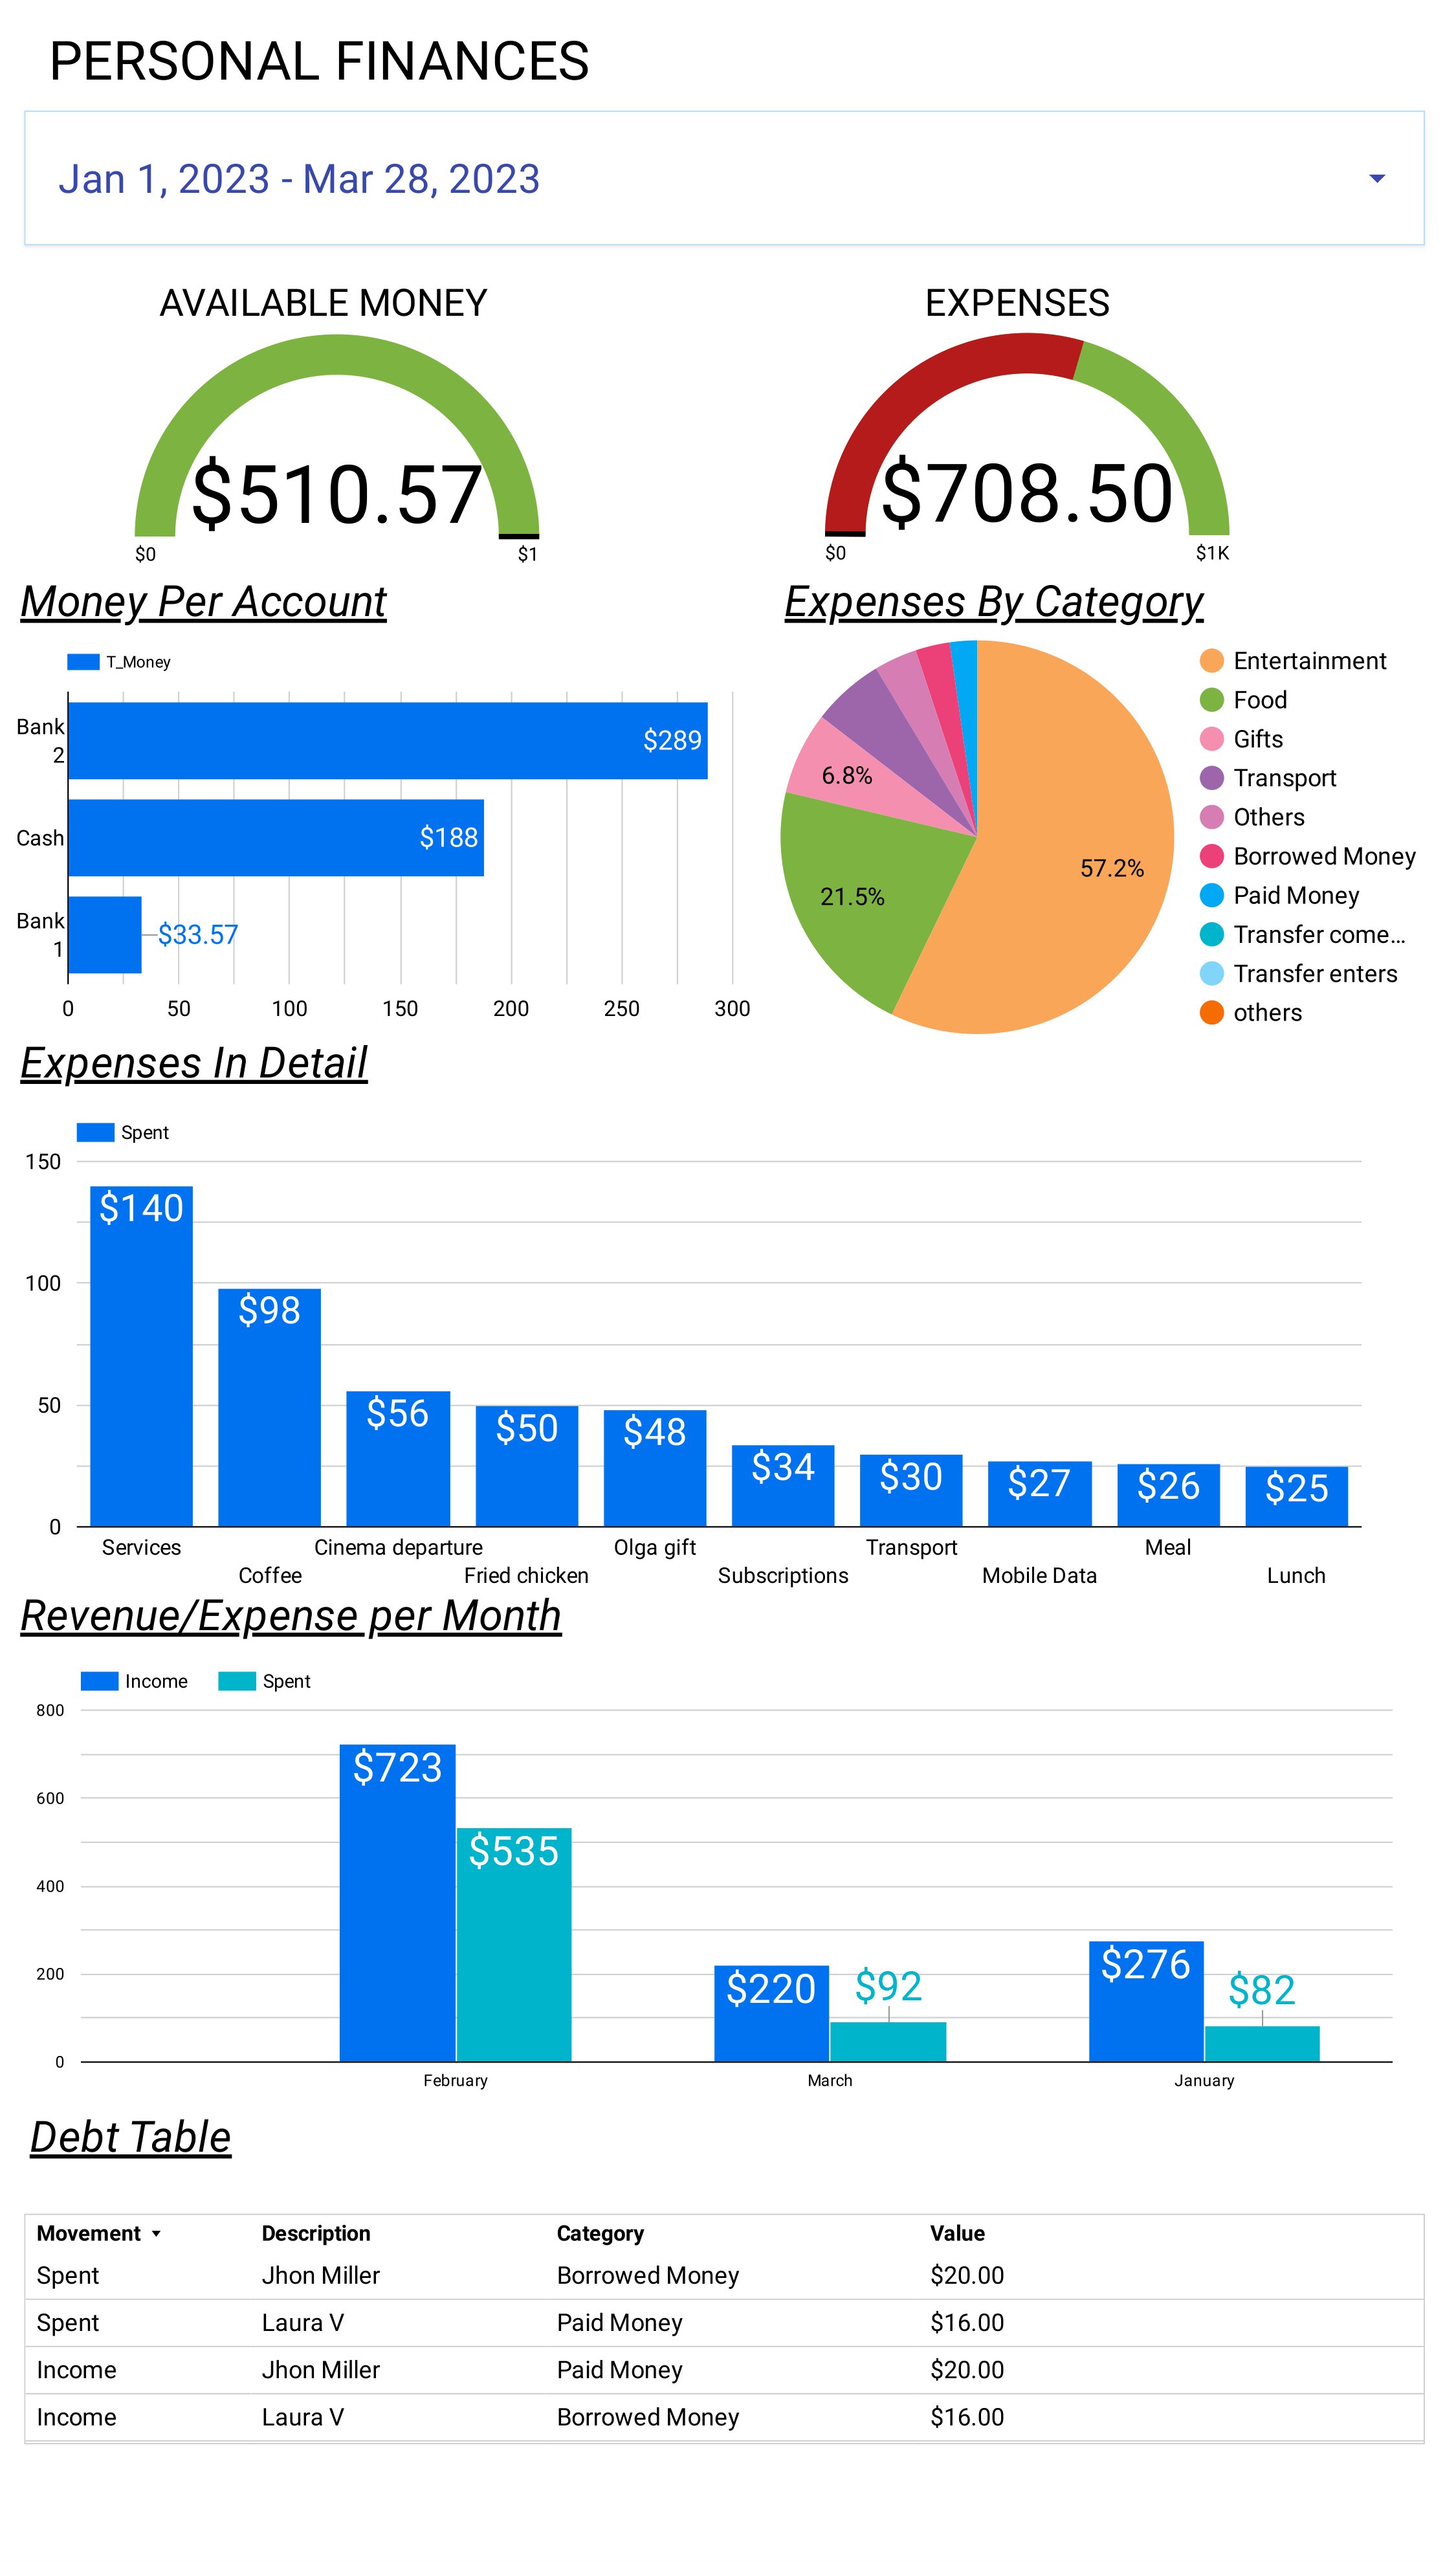 PERSONAL FINANCES
Jan 1, 2023 - Mar 28, 2023
AVAILABLE MONEY
$510.57
$0
$1
EXPENSES
$708.50
$0
$1K
Money Per Account
T_Money
Bank 2
$289
Cash
$188
Bank 1
$33.57
0 50 100 150 200 250 300
Expenses By Category
6.8%
57.2%
21.5%
Entertainment
Food
Gifts
Transport
Others
Borrowed Money
Paid Money
Transfer come...
Transfer enters
others
Expenses In Detail
Spent
150
100
50
0
$140
$98
$56
$50
$48
$34
$30
$27
$26
$25
Services
Coffee
Cinema departure
Fried chicken
Olga gift
Subscriptions
Transport
Mobile Data
Meal
Lunch
Revenue/Expense per Month
Income Spent
800
600
400
200
0
$723
$535
$220
$92
$276
$82
February
March
January
Debt Table
Movement Description Category Value
Spent Jhon Miller Borrowed Money $20.00
Spent Laura V Paid Money $16.00
Income Jhon Miller Paid Money $20.00
Income Laura V Borrowed Money $16.00